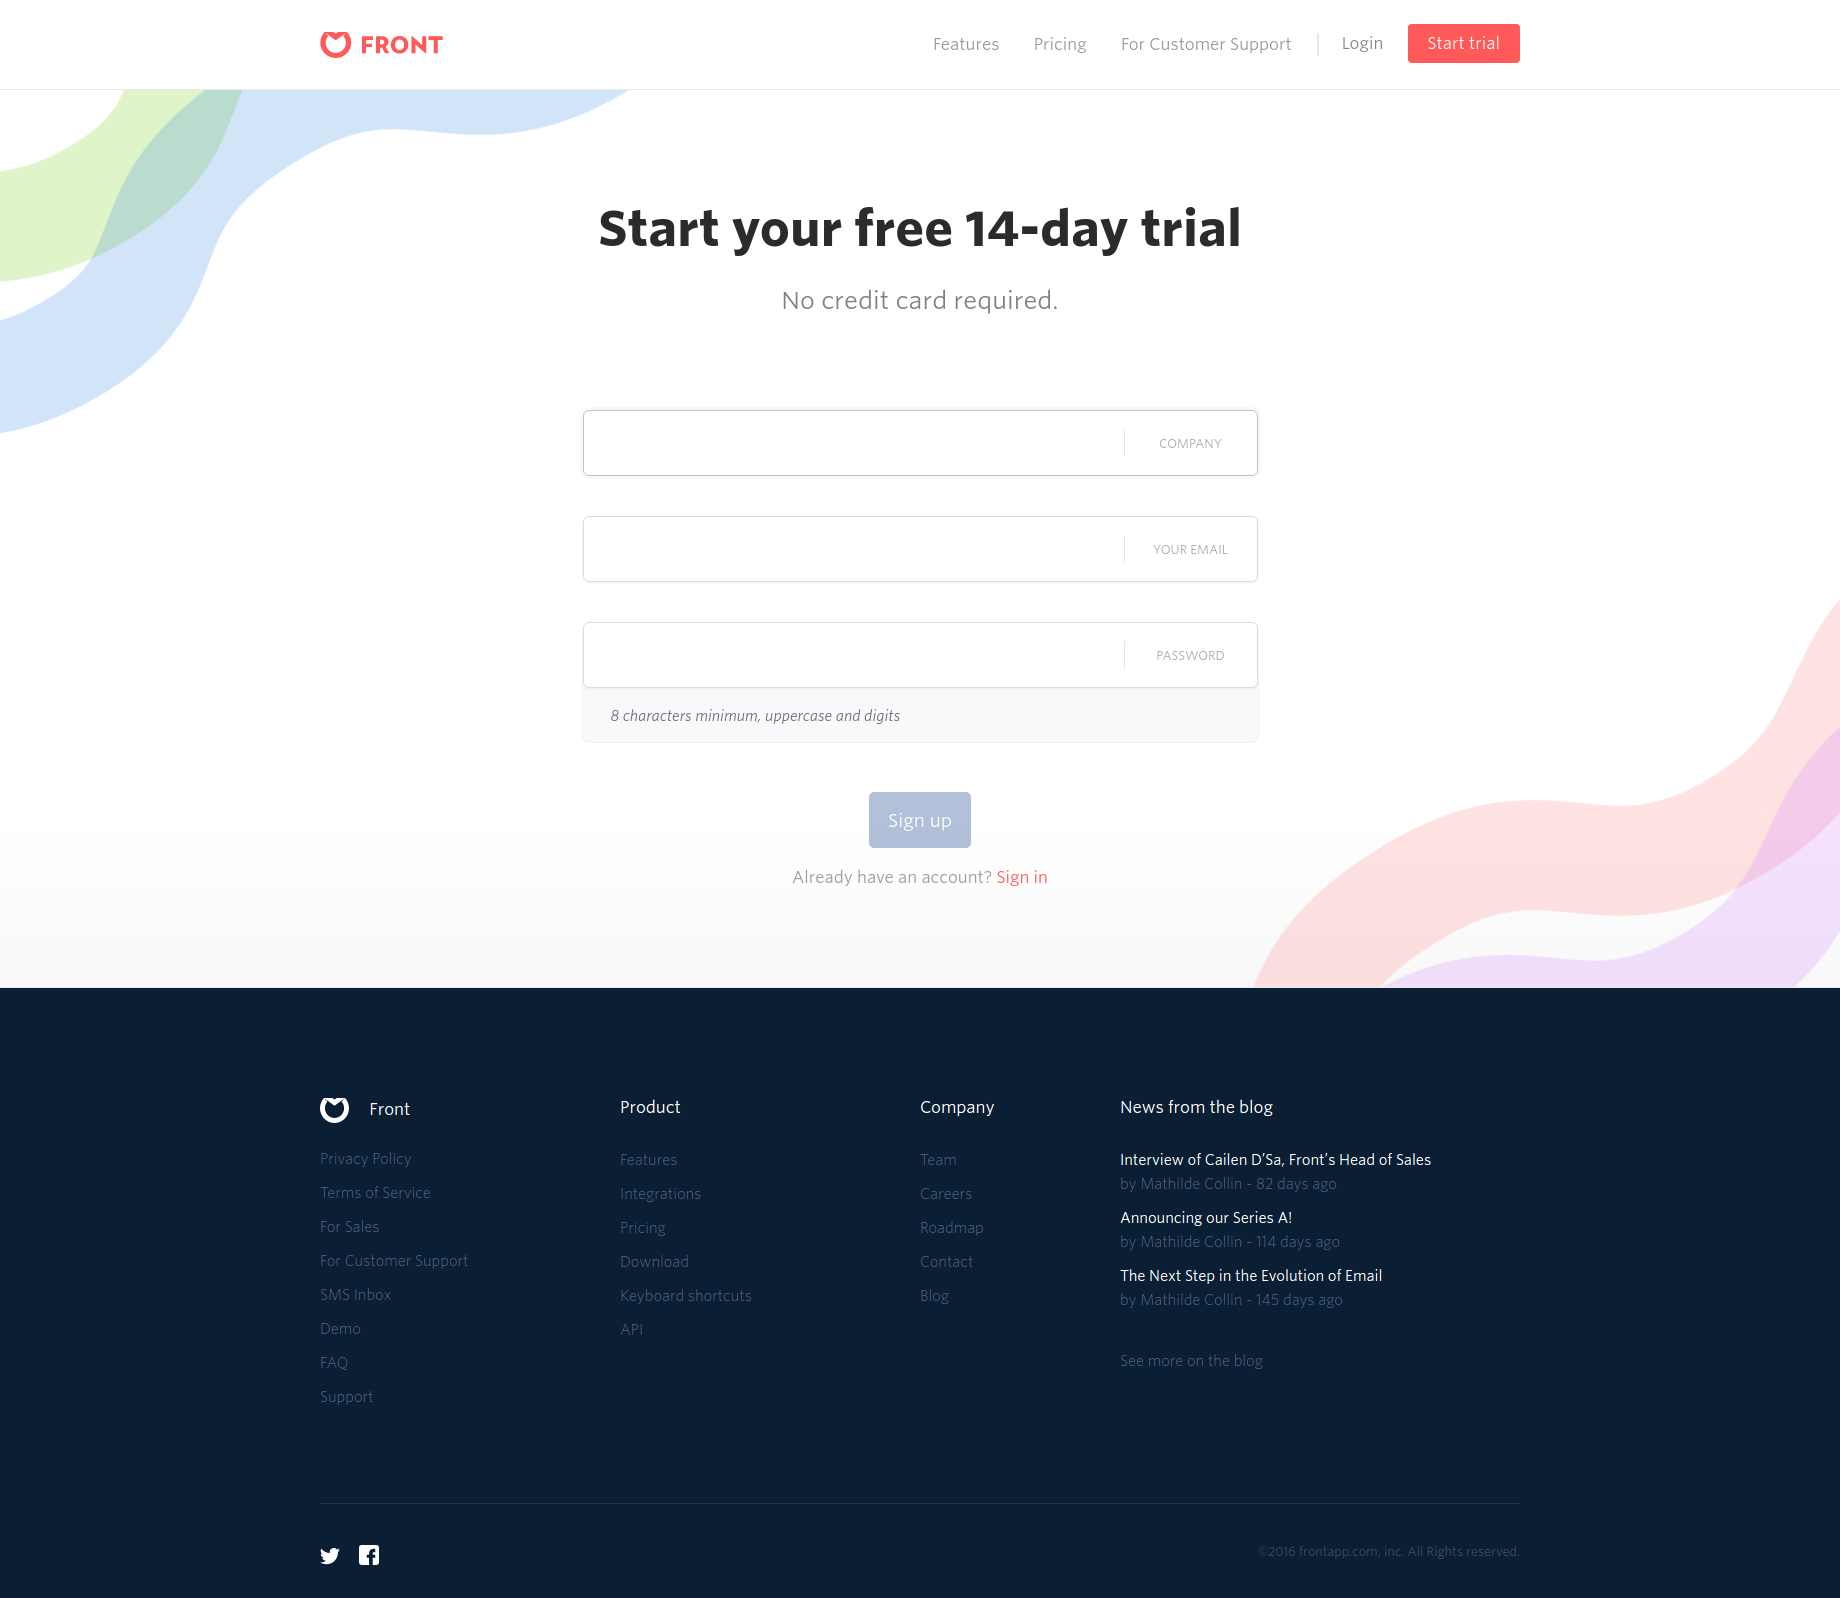 FRONT
Features
Pricing
For Customer Support
Login
Start trial
Start your free 14-day trial
No credit card required.
COMPANY
YOUR EMAIL
PASSWORD
8 characters minimum, uppercase and digits
Sign up
Already have an account? Sign in
Front
Privacy Policy
Terms of Service
For Sales
For Customer Support
SMS Inbox
Demo
FAQ
Support
Product
Features
Integrations
Pricing
Download
Keyboard shortcuts
API
Company
Team
Careers
Roadmap
Contact
Blog
News from the blog
Interview of Cailen D’Sa, Front’s Head of Sales
by Mathilde Collin - 82 days ago
Announcing our Series A!
by Mathilde Collin - 114 days ago
The Next Step in the Evolution of Email
by Mathilde Collin - 145 days ago
See more on the blog
©2016 frontapp.com, inc. All Rights reserved.